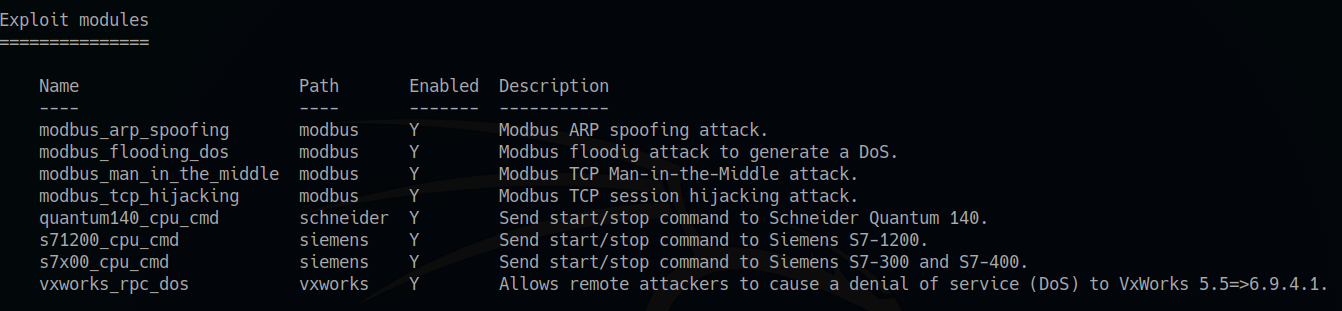 Exploit modules
===============
Name Path Enabled Description
---- ---- ------- -----------
modbus_arp_spoofing modbus Y Modbus ARP spoofing attack.
modbus_flooding_dos modbus Y Modbus floodig attack to generate a DoS.
modbus_man_in_the_middle modbus Y Modbus TCP Man-in-the-Middle attack.
modbus_tcp_hijacking modbus Y Modbus TCP session hijacking attack.
quantum140_cpu_cmd schneider Y Send start/stop command to Schneider Quantum 140.
s71200_cpu_cmd siemens Y Send start/stop command to Siemens S7-1200.
s7x00_cpu_cmd siemens Y Send start/stop command to Siemens S7-300 and S7-400.
vxworks_rpc_dos vxworks Y Allows remote attackers to cause a denial of service (DoS) to VxWorks 5.5=>6.9.4.1.